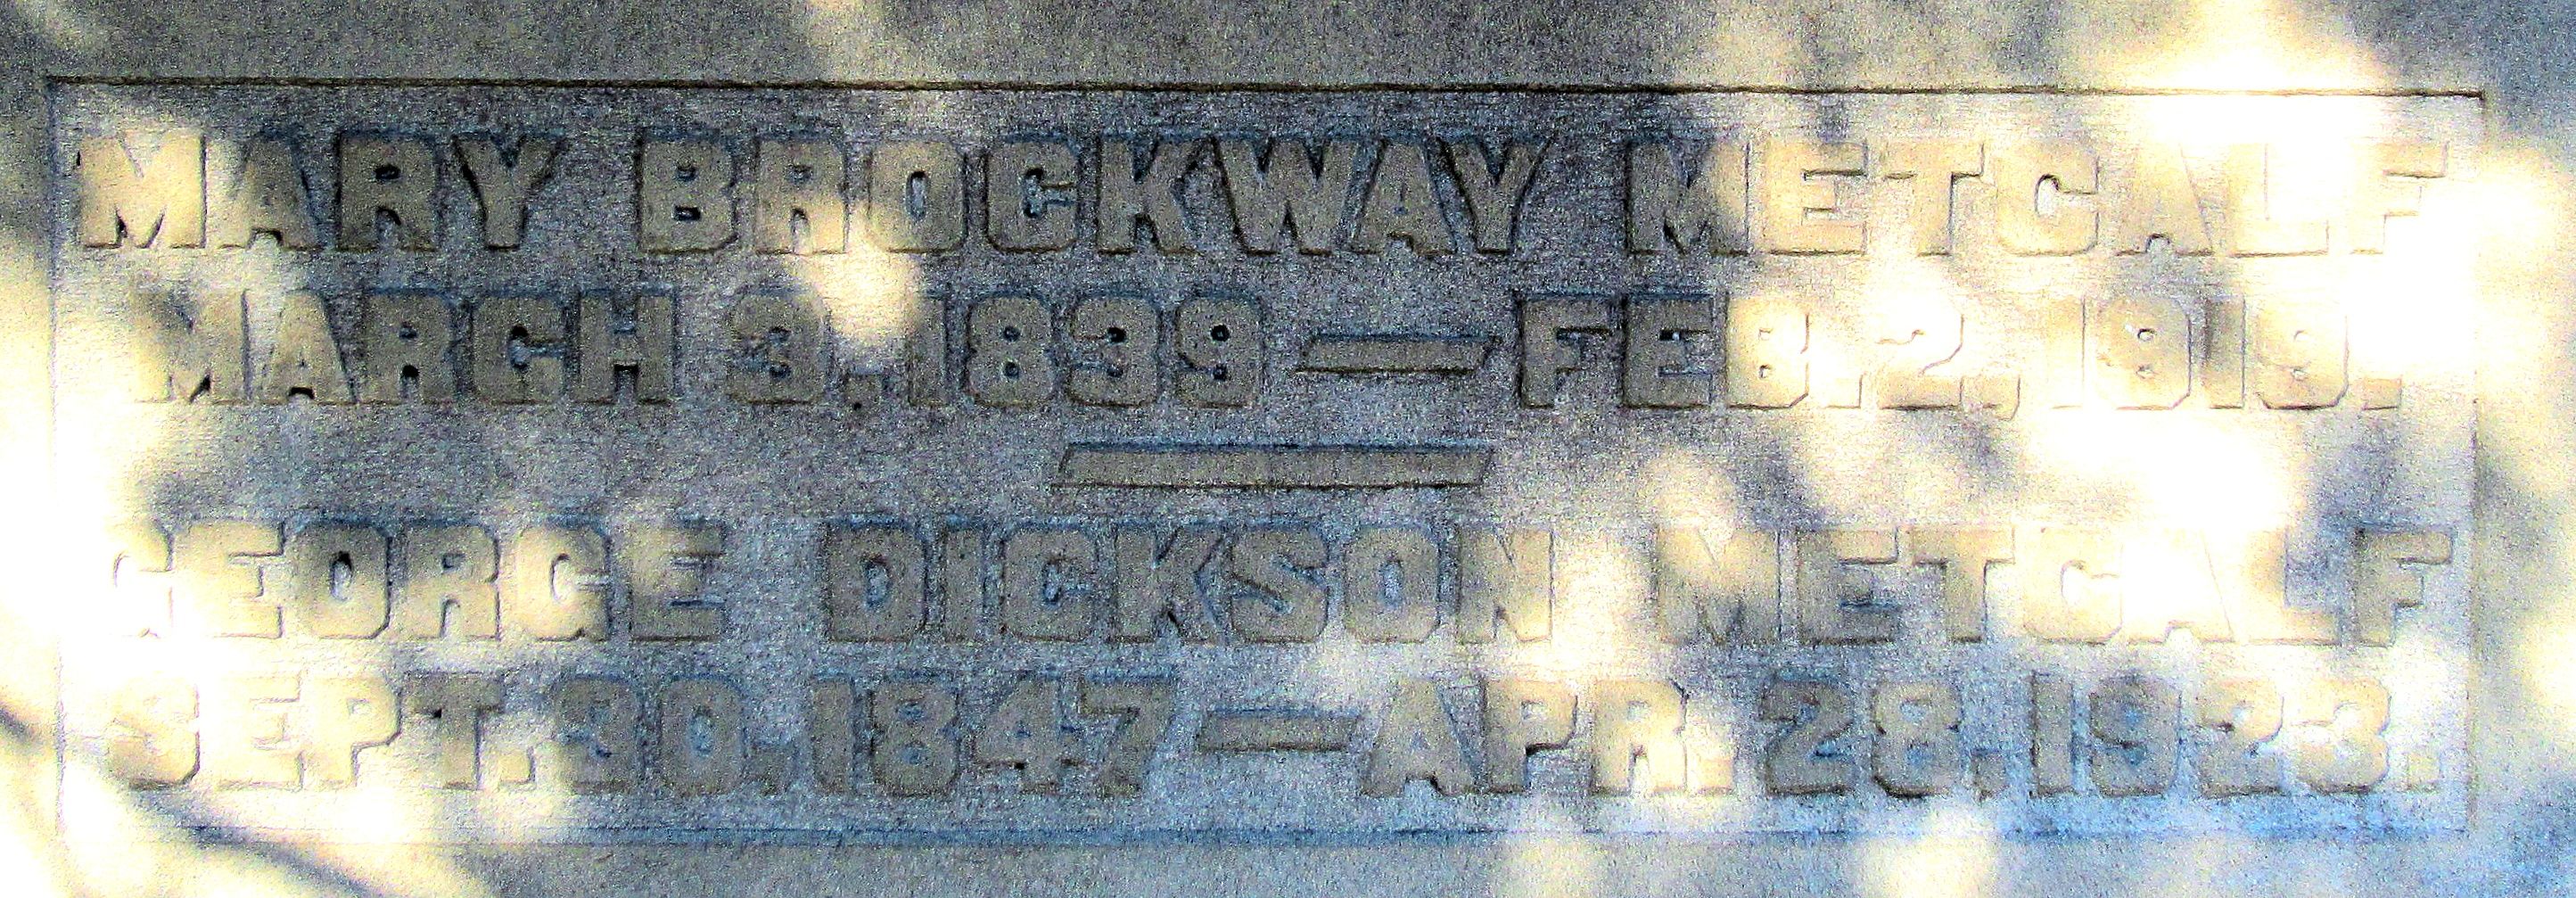 MARY BROCKWAY METCALF
MARCH 3, 1839 — FEB. 2, 1919.
GEORGE DICKSON METCALF
SEPT. 30, 1847 — APR. 28, 1923.